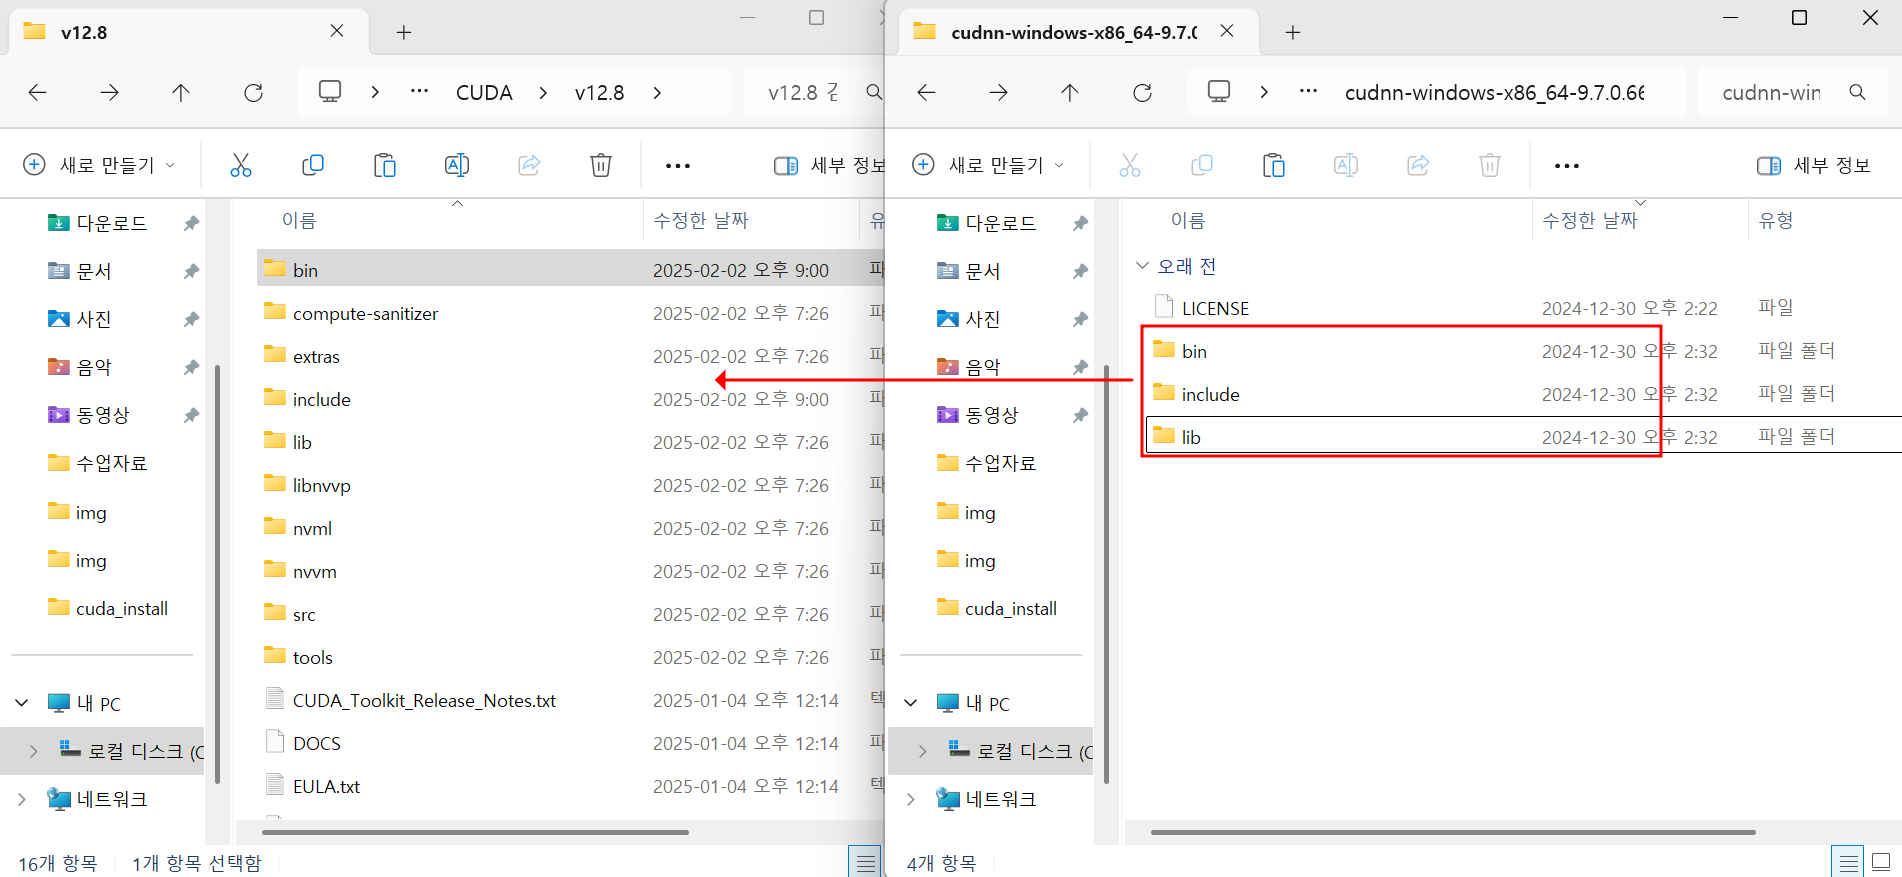 v12.8
CUDA
v12.8
v12.8
새로 만들기
세부 정보
다운로드
문서
사진
음악
동영상
수업자료
img
img
cuda_install
내 PC
로컬 디스크 (C
네트워크
이름 수정한 날짜 유
bin 2025-02-02 오후 9:00 파
compute-sanitizer 2025-02-02 오후 7:26 파
extras 2025-02-02 오후 7:26 파
include 2025-02-02 오후 9:00 파
lib 2025-02-02 오후 7:26 파
libnvvp 2025-02-02 오후 7:26 파
nvml 2025-02-02 오후 7:26 파
nvvm 2025-02-02 오후 7:26 파
src 2025-02-02 오후 7:26 파
tools 2025-02-02 오후 7:26 파
CUDA_Toolkit_Release_Notes.txt 2025-01-04 오후 12:14 텍
DOCS 2025-01-04 오후 12:14 파
EULA.txt 2025-01-04 오후 12:14 텍
16개 항목 1개 항목 선택함
cudnn-windows-x86_64-9.7.0
cudnn-windows-x86_64-9.7.0.66
cudnn-win
새로 만들기
세부 정보
다운로드
문서
사진
음악
동영상
수업자료
img
img
cuda_install
내 PC
로컬 디스크 (C
네트워크
이름 수정한 날짜 유형
오래 전
LICENSE 2024-12-30 오후 2:22 파일
bin 2024-12-30 오후 2:32 파일 폴더
include 2024-12-30 오후 2:32 파일 폴더
lib 2024-12-30 오후 2:32 파일 폴더
4개 항목